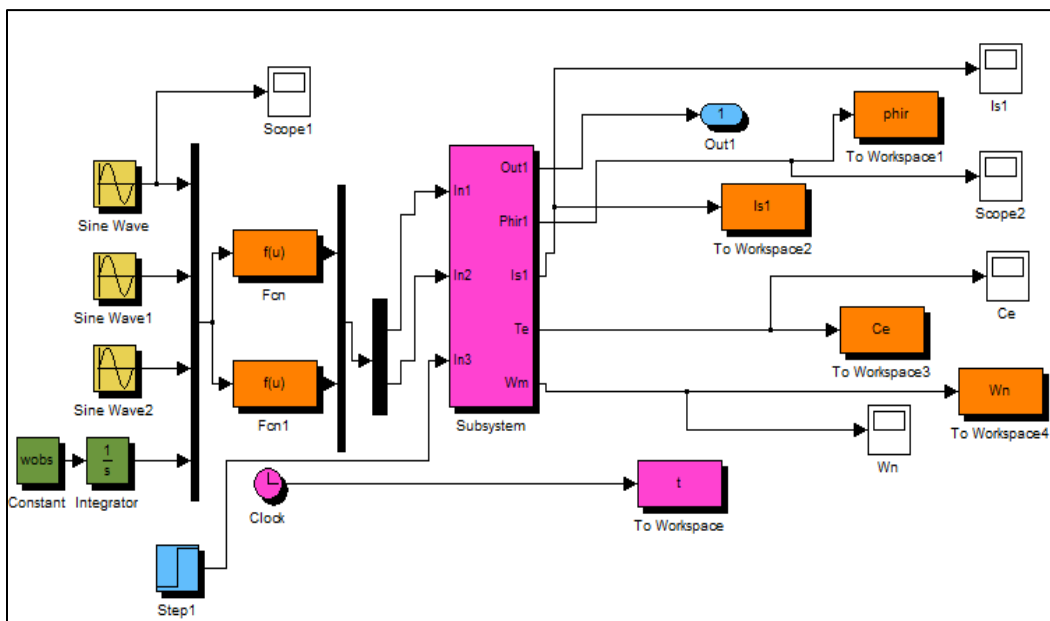 Is1
Scope1
1
Out1
phir
To Workspace1
Sine Wave
Out1
In1
Phir1
Is1
To Workspace2
Scope2
f(u)
Fcn
Sine Wave1
In2
Is1
Ce
Te
Ce
To Workspace3
f(u)
Fcn1
In3
Sine Wave2
Wm
Subsystem
Wn
To Workspace4
Wn
wobs
Constant
1
s
Integrator
Clock
t
To Workspace
Step1